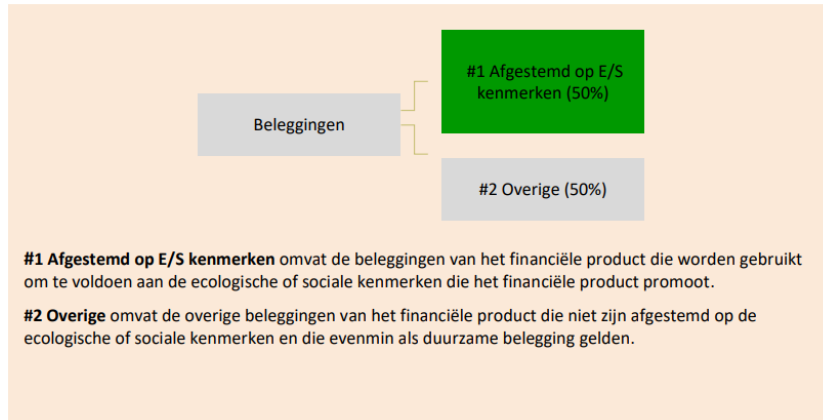 #1 Afgestemd op E/S
kenmerken (50%)
Beleggingen
#2 Overige (50%)
#1 Afgestemd op E/S kenmerken omvat de beleggingen van het financiële product die worden gebruikt
om te voldoen aan de ecologische of sociale kenmerken die het financiële product promoot.
#2 Overige omvat de overige beleggingen van het financiële product die niet zijn afgestemd op de
ecologische of sociale kenmerken en die evenmin als duurzame belegging gelden.